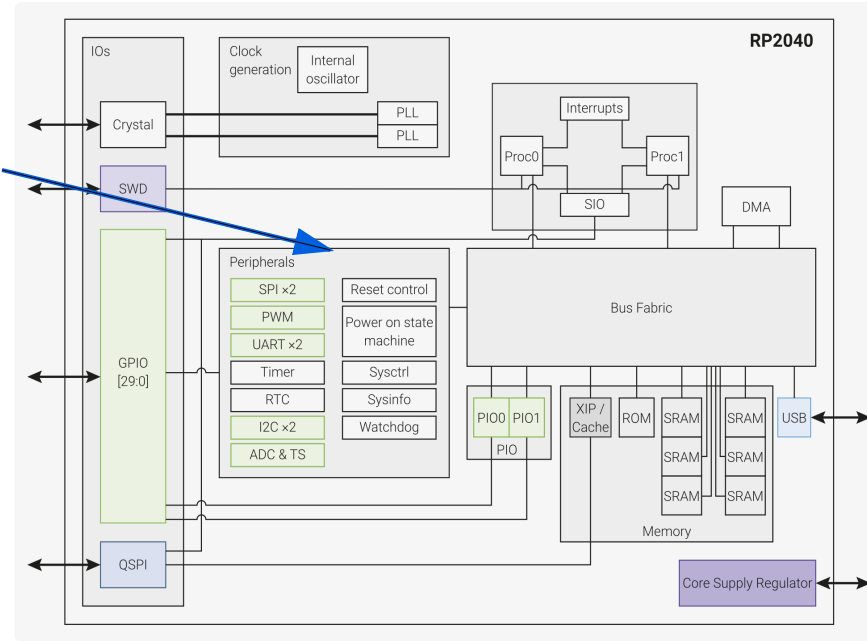 RP2040
IOs
Crystal
SWD
GPIO
[29:0]
QSPI
Clock
generation
Internal
oscillator
PLL
PLL
Interrupts
Proc0
Proc1
SIO
DMA
Bus Fabric
Peripherals
SPI ×2
PWM
UART ×2
Timer
RTC
I2C ×2
ADC & TS
Reset control
Power on state
machine
Sysctrl
Sysinfo
Watchdog
PIO0
PIO1
PIO
XIP /
Cache
ROM
SRAM
SRAM
SRAM
SRAM
SRAM
SRAM
Memory
USB
Core Supply Regulator